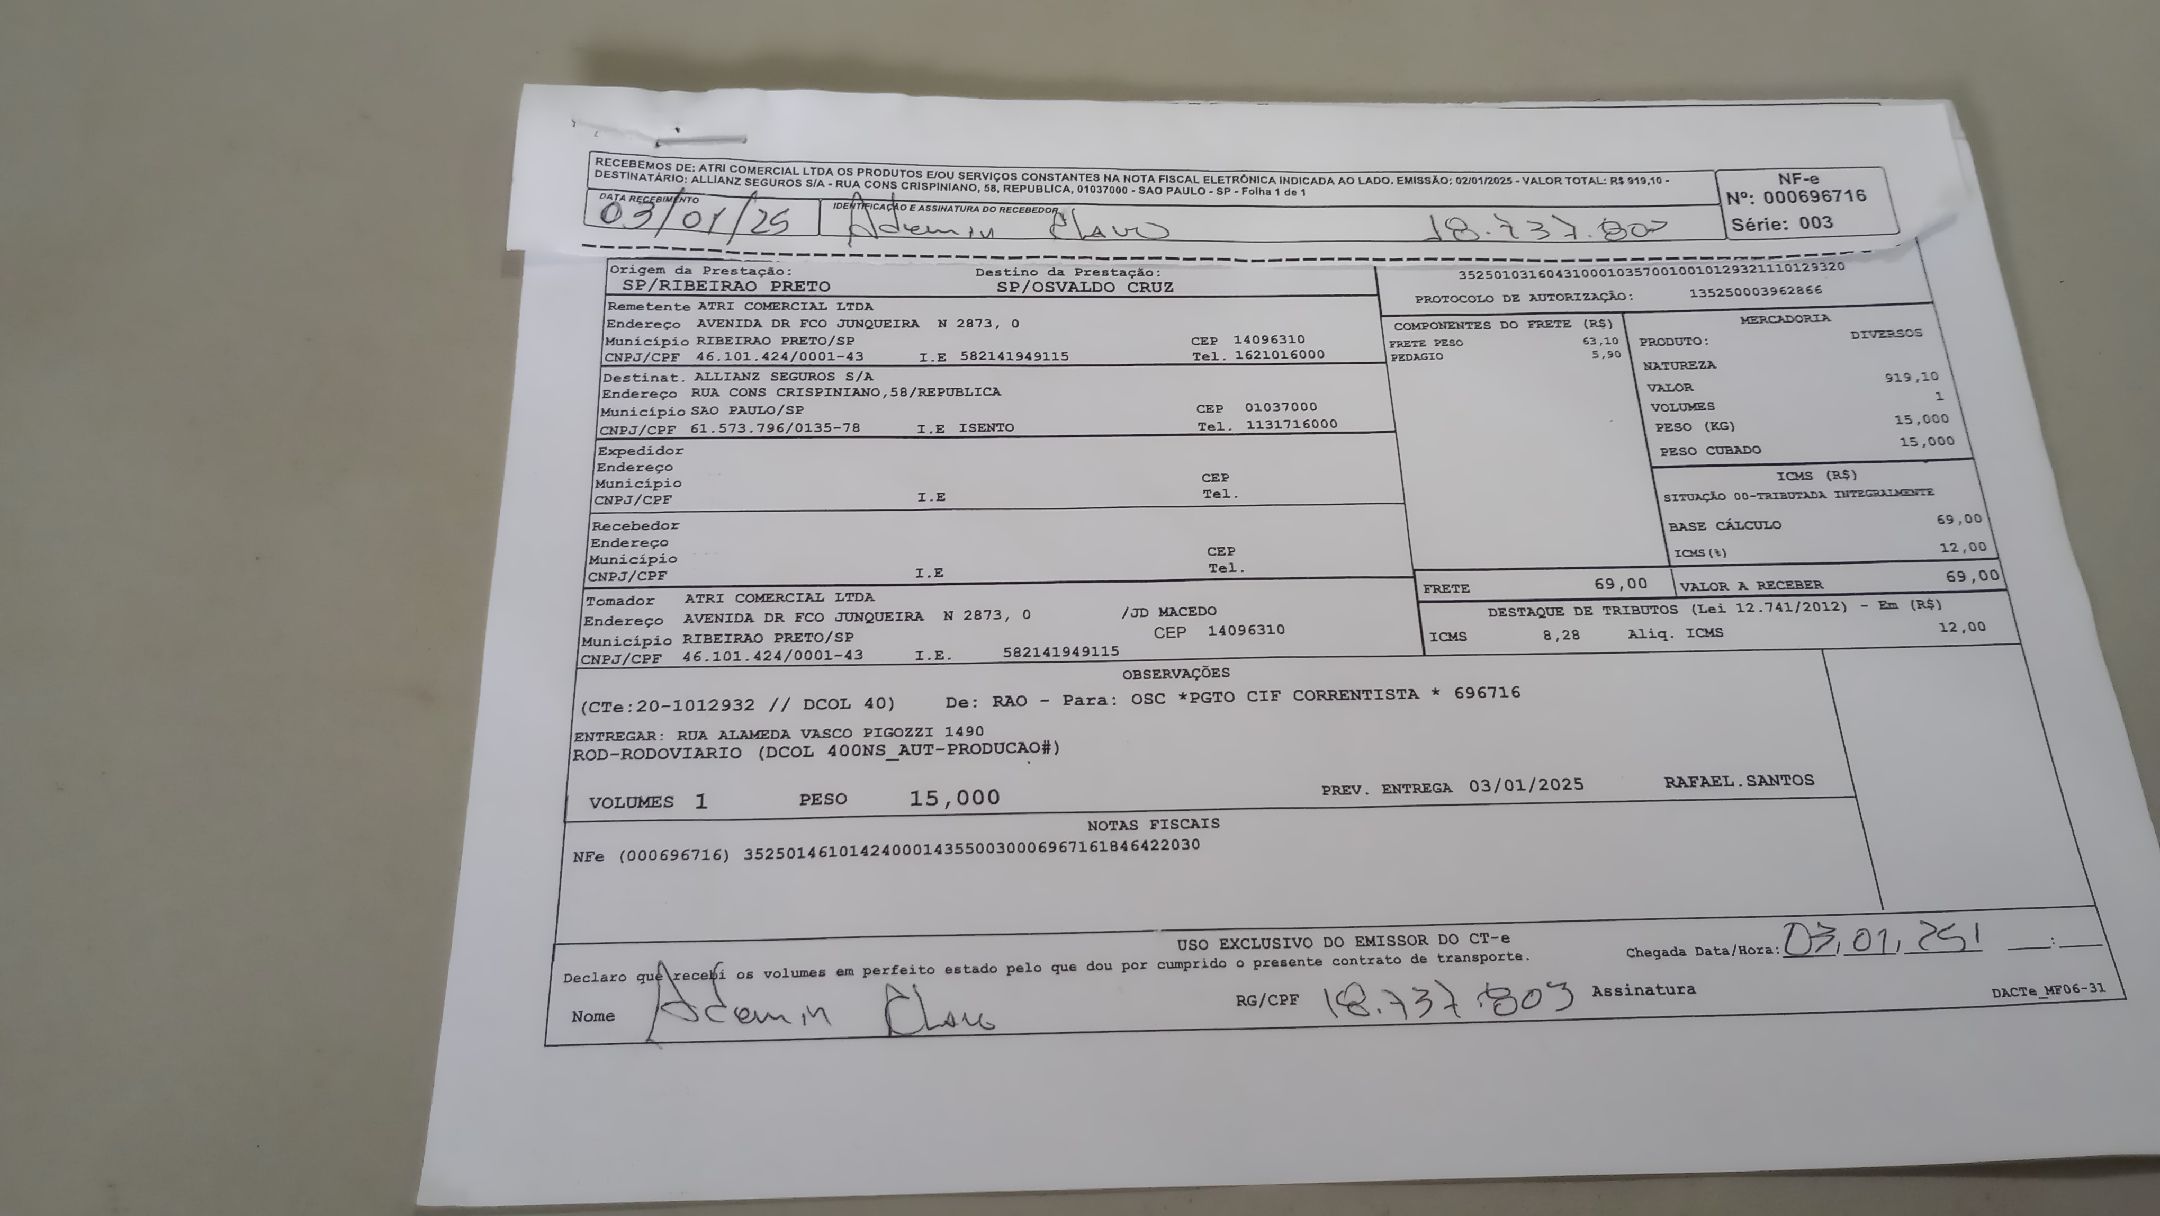 RECEBEMOS DE: ATRI COMERCIAL LTDA OS PRODUTOS E/OU SERVIÇOS CONSTANTES NA NOTA FISCAL ELETRÔNICA INDICADA AO LADO. EMISSÃO: 02/01/2025 - VALOR TOTAL: R$ 919,10 -
DESTINATÁRIO: ALLIANZ SEGUROS S/A - RUA CONS CRISPINIANO, 58, REPUBLICA, 01037000 - SAO PAULO - SP - Folha 1 de 1
NF-e
Nº: 000696716
Série: 003
DATA RECEBIMENTO
03/01/25
IDENTIFICAÇÃO E ASSINATURA DO RECEBEDOR
18.737.803
Origem da Prestação: Destino da Prestação:
SP/RIBEIRAO PRETO SP/OSVALDO CRUZ
35250103160431000103570010010129321110129320
PROTOCOLO DE AUTORIZAÇÃO: 135250003962866
Remetente ATRI COMERCIAL LTDA
Endereço AVENIDA DR FCO JUNQUEIRA N 2873, 0
Município RIBEIRAO PRETO/SP CEP 14096310
CNPJ/CPF 46.101.424/0001-43 I.E 582141949115 Tel. 1621016000
Destinat. ALLIANZ SEGUROS S/A
Endereço RUA CONS CRISPINIANO,58/REPUBLICA
Município SAO PAULO/SP CEP 01037000
CNPJ/CPF 61.573.796/0135-78 I.E ISENTO Tel. 1131716000
Expedidor
Endereço
Município CEP
CNPJ/CPF I.E Tel.
Recebedor
Endereço
Município CEP
CNPJ/CPF I.E Tel.
Tomador ATRI COMERCIAL LTDA
Endereço AVENIDA DR FCO JUNQUEIRA N 2873, 0 /JD MACEDO
Município RIBEIRAO PRETO/SP CEP 14096310
CNPJ/CPF 46.101.424/0001-43 I.E. 582141949115
COMPONENTES DO FRETE (R$)
FRETE PESO 63,10
PEDAGIO 5,90
MERCADORIA
PRODUTO: DIVERSOS
NATUREZA
VALOR 919,10
VOLUMES 1
PESO (KG) 15,000
PESO CUBADO 15,000
ICMS (R$)
SITUAÇÃO 00-TRIBUTADA INTEGRALMENTE
BASE CÁLCULO 69,00
ICMS(%) 12,00
FRETE 69,00 VALOR A RECEBER 69,00
DESTAQUE DE TRIBUTOS (Lei 12.741/2012) - Em (R$)
ICMS 8,28 Aliq. ICMS 12,00
OBSERVAÇÕES
(CTe:20-1012932 // DCOL 40) De: RAO - Para: OSC *PGTO CIF CORRENTISTA * 696716
ENTREGAR: RUA ALAMEDA VASCO PIGOZZI 1490
ROD-RODOVIARIO (DCOL 400NS_AUT-PRODUCAO#)
VOLUMES 1 PESO 15,000 PREV. ENTREGA 03/01/2025 RAFAEL.SANTOS
NOTAS FISCAIS
NFe (000696716) 35250146101424000143550030006967161846422030
USO EXCLUSIVO DO EMISSOR DO CT-e
Declaro que recebi os volumes em perfeito estado pelo que dou por cumprido o presente contrato de transporte.
Chegada Data/Hora: 03/01/25 __:__
Nome RG/CPF 18.737.803 Assinatura
DACTe_MF06-31